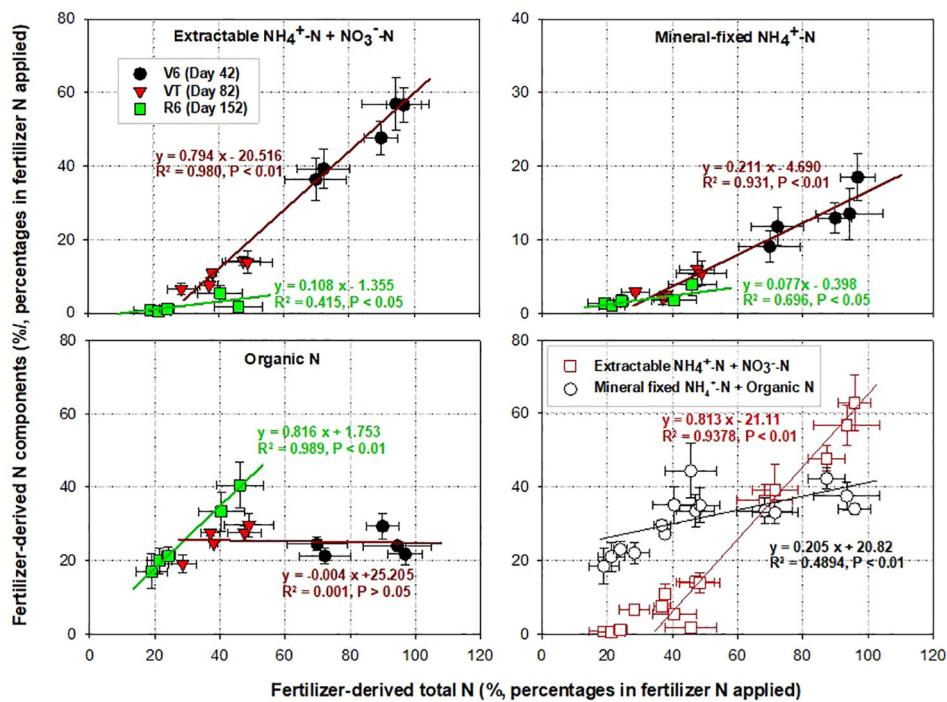 Extractable NH4+-N + NO3--N
V6 (Day 42)
VT (Day 82)
R6 (Day 152)
y = 0.794 x - 20.516
R2 = 0.980, P < 0.01
y = 0.108 x - 1.355
R2 = 0.415, P < 0.05
80
60
40
20
0
Mineral-fixed NH4+-N
y = 0.211 x - 4.690
R2 = 0.931, P < 0.01
y = 0.077x - 0.398
R2 = 0.696, P < 0.05
40
30
20
10
0
Organic N
y = 0.816 x + 1.753
R2 = 0.989, P < 0.01
y = -0.004 x +25.205
R2 = 0.001, P > 0.05
80
60
40
20
0
0 20 40 60 80 100 120
Extractable NH4+-N + NO3--N
Mineral fixed NH4+-N + Organic N
y = 0.813 x -21.11
R2 = 0.9378, P < 0.01
y = 0.205 x + 20.82
R2 = 0.4894, P < 0.01
80
60
40
20
0
0 20 40 60 80 100 120
Fertilizer-derived N components (%/, percentages in fertilizer N applied)
Fertilizer-derived total N (%, percentages in fertilizer N applied)